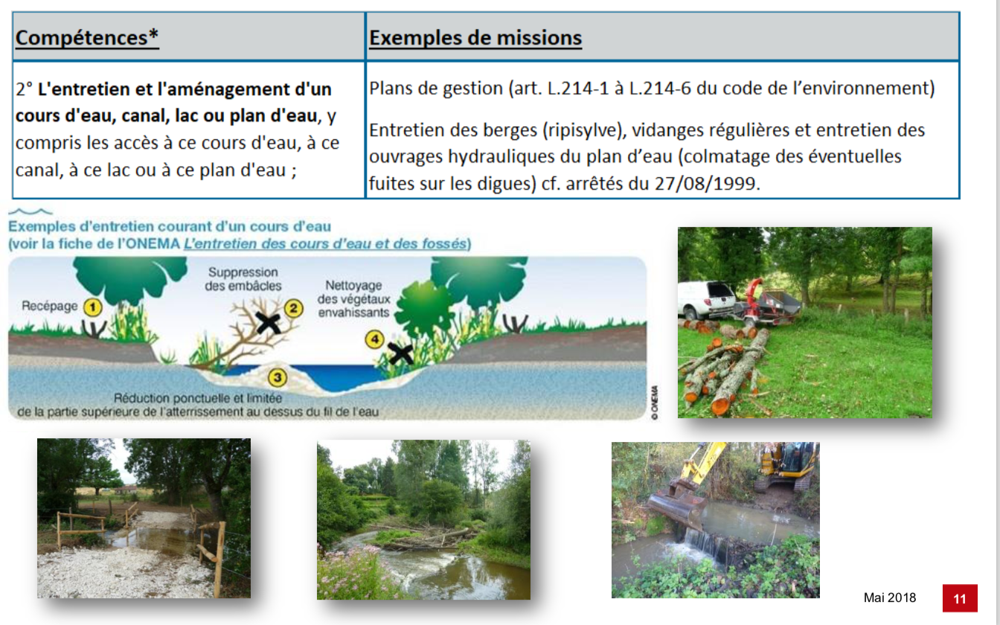 Compétences*
Exemples de missions
2° L'entretien et l'aménagement d'un
cours d'eau, canal, lac ou plan d'eau, y
compris les accès à ce cours d'eau, à ce
canal, à ce lac ou à ce plan d'eau ;
Plans de gestion (art. L.214-1 à L.214-6 du code de l’environnement)
Entretien des berges (ripisylve), vidanges régulières et entretien des
ouvrages hydrauliques du plan d’eau (colmatage des éventuelles
fuites sur les digues) cf. arrêtés du 27/08/1999.
Exemples d’entretien courant d’un cours d’eau
(voir la fiche de l’ONEMA L’entretien des cours d’eau et des fossés)
Recépage 1
Suppression
des embâcles
2
Nettoyage
des végétaux
envahissants
4
3
Réduction ponctuelle et limitée
de la partie supérieure de l’atterrissement au dessus du fil de l’eau
© ONEMA
Mai 2018
11